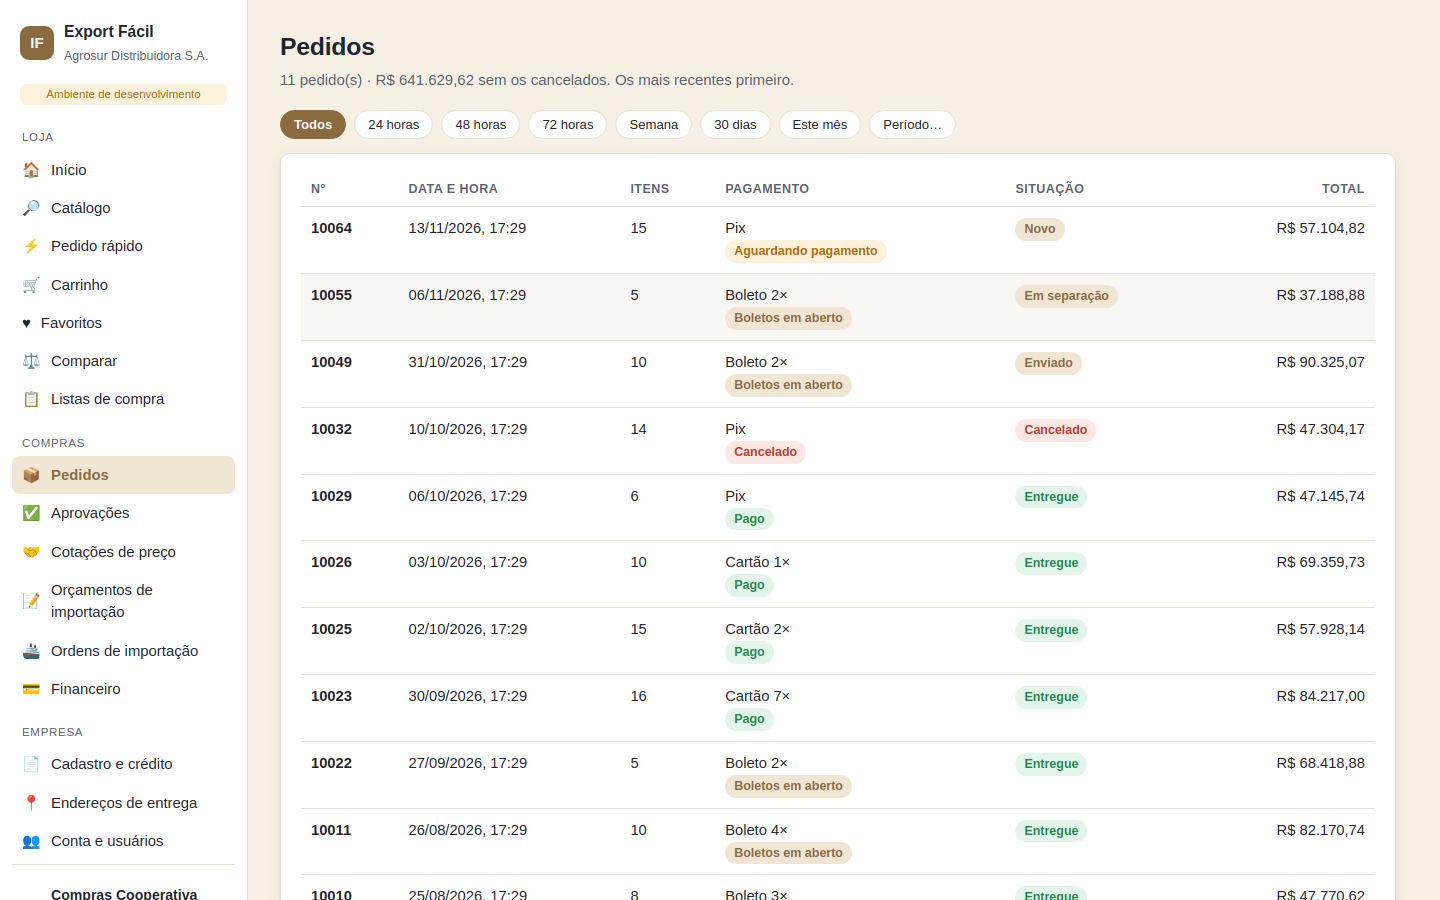 IF
Export Fácil
Agrosur Distribuidora S.A.
Ambiente de desenvolvimento
LOJA
Início
Catálogo
Pedido rápido
Carrinho
♥ Favoritos
Comparar
Listas de compra
COMPRAS
Pedidos
Aprovações
Cotações de preço
Orçamentos de
importação
Ordens de importação
Financeiro
EMPRESA
Cadastro e crédito
Endereços de entrega
Conta e usuários
Compras Cooperativa
Pedidos
11 pedido(s) · R$ 641.629,62 sem os cancelados. Os mais recentes primeiro.
Todos 24 horas 48 horas 72 horas Semana 30 dias Este mês Período…
Nº DATA E HORA ITENS PAGAMENTO SITUAÇÃO TOTAL
10064 13/11/2026, 17:29 15 Pix Novo R$ 57.104,82
Aguardando pagamento
10055 06/11/2026, 17:29 5 Boleto 2× Em separação R$ 37.188,88
Boletos em aberto
10049 31/10/2026, 17:29 10 Boleto 2× Enviado R$ 90.325,07
Boletos em aberto
10032 10/10/2026, 17:29 14 Pix Cancelado R$ 47.304,17
Cancelado
10029 06/10/2026, 17:29 6 Pix Entregue R$ 47.145,74
Pago
10026 03/10/2026, 17:29 10 Cartão 1× Entregue R$ 69.359,73
Pago
10025 02/10/2026, 17:29 15 Cartão 2× Entregue R$ 57.928,14
Pago
10023 30/09/2026, 17:29 16 Cartão 7× Entregue R$ 84.217,00
Pago
10022 27/09/2026, 17:29 5 Boleto 2× Entregue R$ 68.418,88
Boletos em aberto
10011 26/08/2026, 17:29 10 Boleto 4× Entregue R$ 82.170,74
Boletos em aberto
10010 25/08/2026, 17:29 8 Boleto 3× Entregue R$ 47.770,62